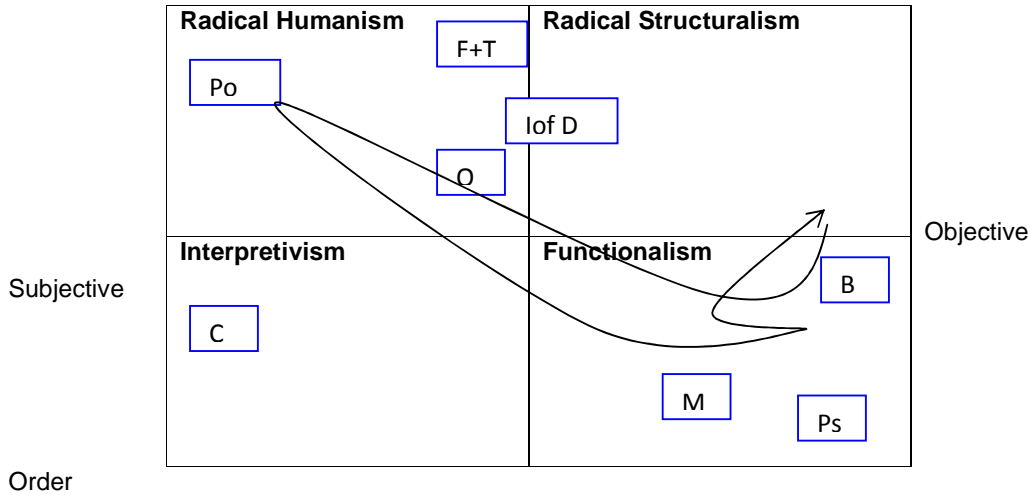 Radical Humanism
Radical Structuralism
F+T
Po
Iof D
O
Objective
Interpretivism
Functionalism
Subjective
B
C
M
Ps
Order